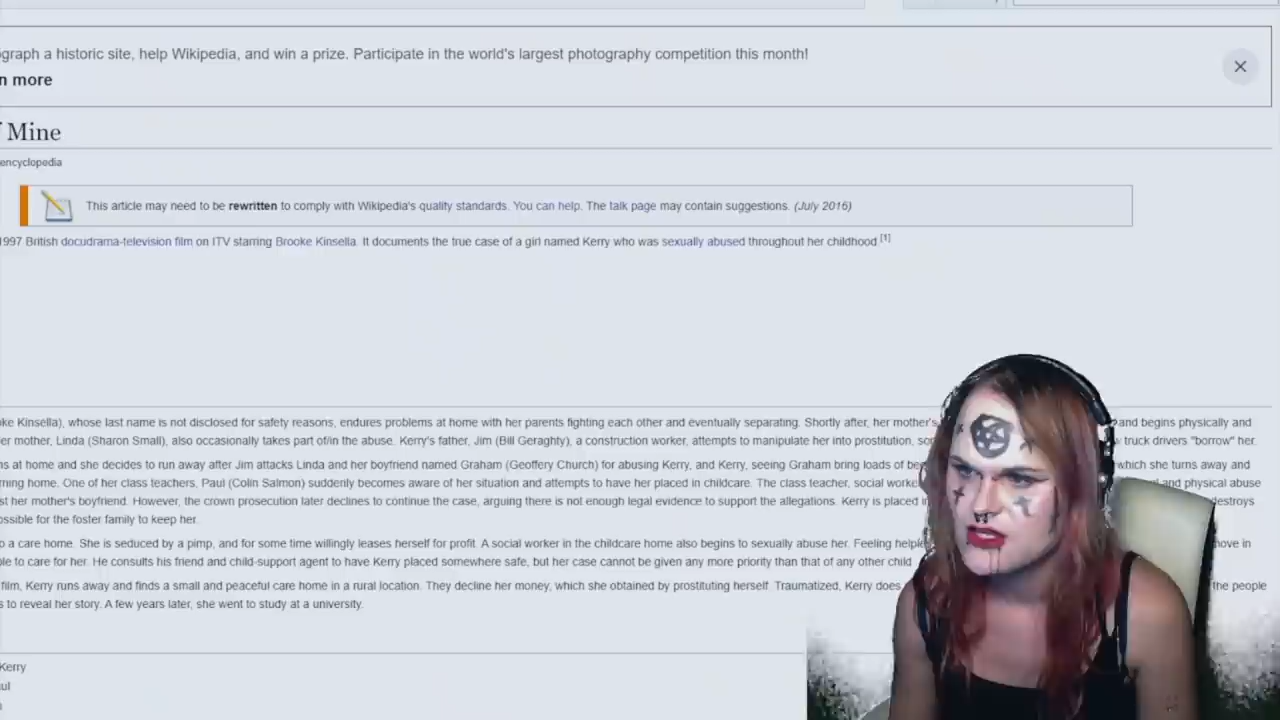 graph a historic site, help Wikipedia, and win a prize. Participate in the world's largest photography competition this month!
n more
Mine
encyclopedia
This article may need to be rewritten to comply with Wikipedia's quality standards. You can help. The talk page may contain suggestions. (July 2016)
1997 British docudrama-television film on ITV starring Brooke Kinsella. It documents the true case of a girl named Kerry who was sexually abused throughout her childhood.[1]
oke Kinsella), whose last name is not disclosed for safety reasons, endures problems at home with her parents fighting each other and eventually separating. Shortly after, her mother's and begins physically and
er mother, Linda (Sharon Small), also occasionally takes part of/in the abuse. Kerry's father, Jim (Bill Geraghty), a construction worker, attempts to manipulate her into prostitution, truck drivers "borrow" her.
ns at home and she decides to run away after Jim attacks Linda and her boyfriend named Graham (Geoffery Church) for abusing Kerry, and Kerry, seeing Graham bring loads of which she turns away and
rning home. One of her class teachers, Paul (Colin Salmon) suddenly becomes aware of her situation and attempts to have her placed in childcare. The class teacher, social and physical abuse
st her mother's boyfriend. However, the crown prosecution later declines to continue the case, arguing there is not enough legal evidence to support the allegations. Kerry is placed destroys
ossible for the foster family to keep her.
o a care home. She is seduced by a pimp, and for some time willingly leases herself for profit. A social worker in the childcare home also begins to sexually abuse her. Feeling move in
le to care for her. He consults his friend and child-support agent to have Kerry placed somewhere safe, but her case cannot be given any more priority than that of any other child
film, Kerry runs away and finds a small and peaceful care home in a rural location. They decline her money, which she obtained by prostituting herself. Traumatized, Kerry does the people
s to reveal her story. A few years later, she went to study at a university.
Kerry
ul